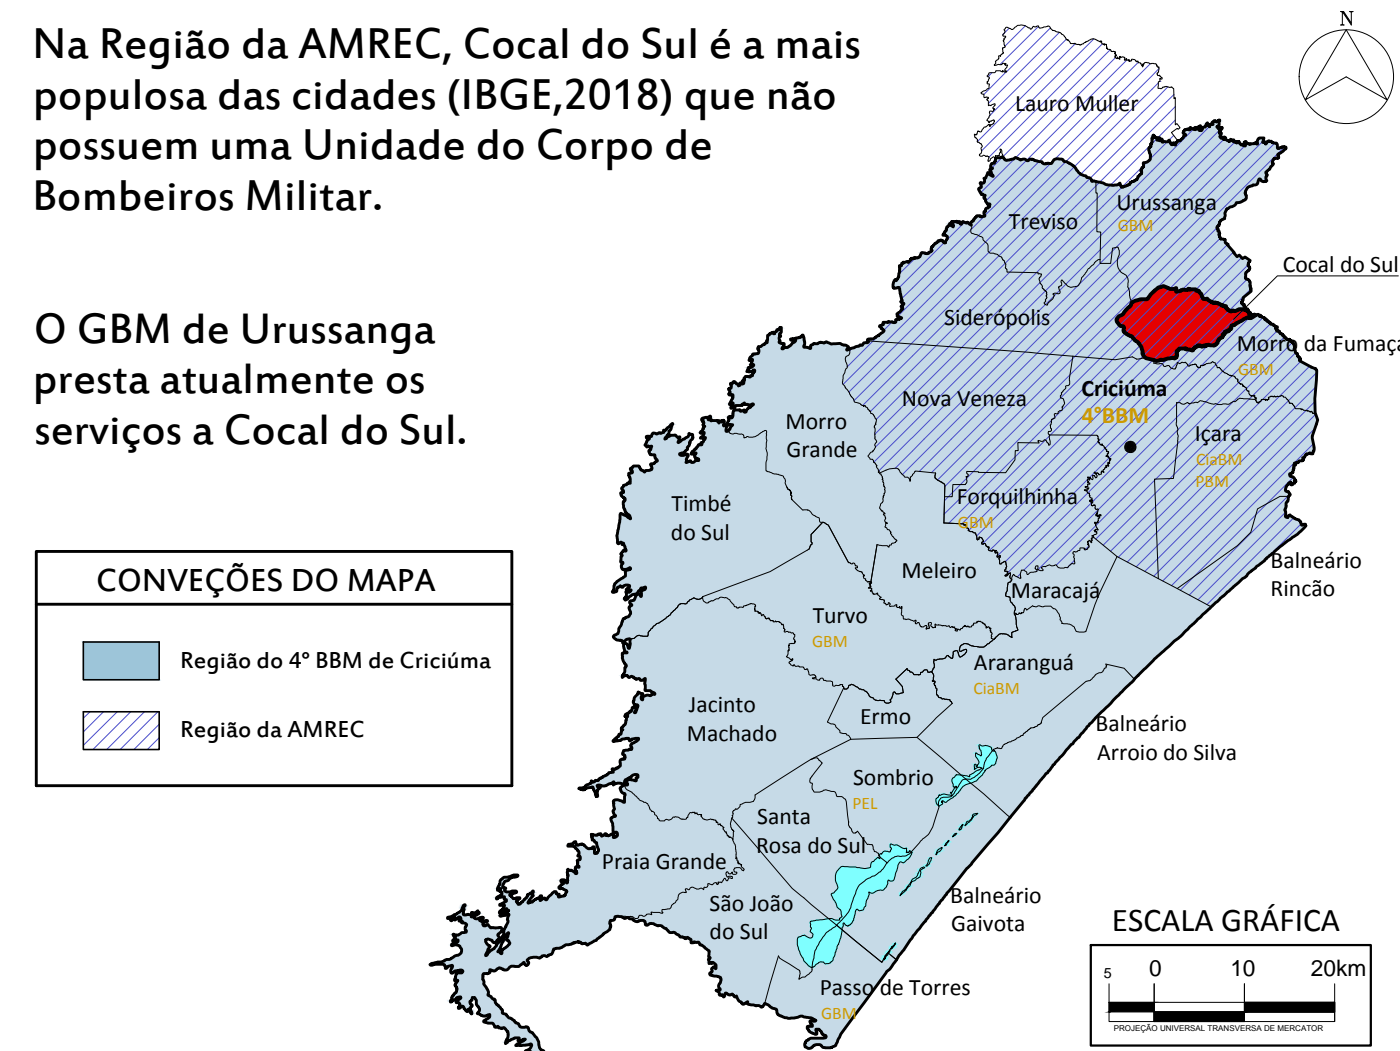 Na Região da AMREC, Cocal do Sul é a mais
populosa das cidades (IBGE,2018) que não
possuem uma Unidade do Corpo de
Bombeiros Militar.
O GBM de Urussanga
presta atualmente os
serviços a Cocal do Sul.
CONVEÇÕES DO MAPA
Região do 4º BBM de Criciúma
Região da AMREC
N
Lauro Muller
Urussanga
GBM
Treviso
Cocal do Sul
Siderópolis
Morro da Fumaça
GBM
Criciúma
4°BBM
Nova Veneza
Içara
CiaBM
PBM
Morro
Grande
Forquilhinha
GBM
Timbé
do Sul
Meleiro
Maracajá
Balneário
Rincão
Turvo
GBM
Araranguá
CiaBM
Jacinto
Machado
Ermo
Balneário
Arroio do Silva
Sombrio
PEL
Santa
Rosa do Sul
Praia Grande
São João
do Sul
Balneário
Gaivota
Passo de Torres
GBM
ESCALA GRÁFICA
5 0 10 20km
PROJEÇÃO UNIVERSAL TRANSVERSA DE MERCATOR